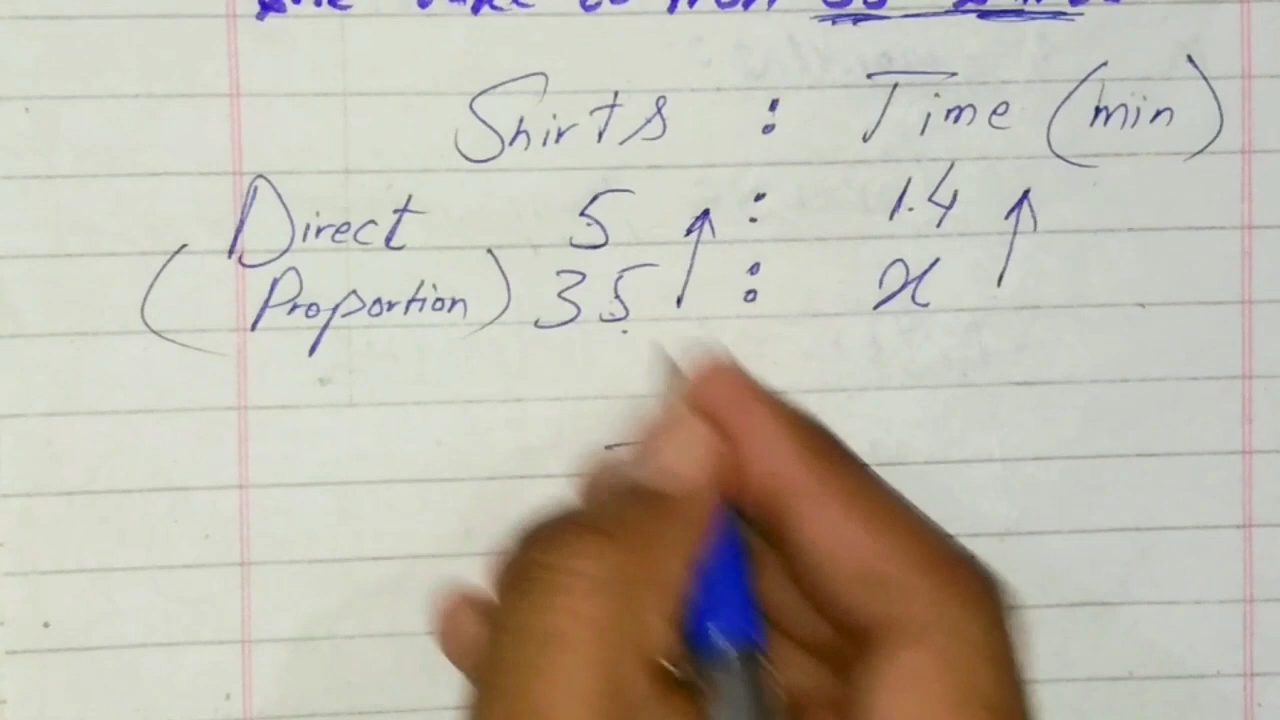 Shirts : Time (min)
Direct 5 : 1.4
(Proportion) 35 : x